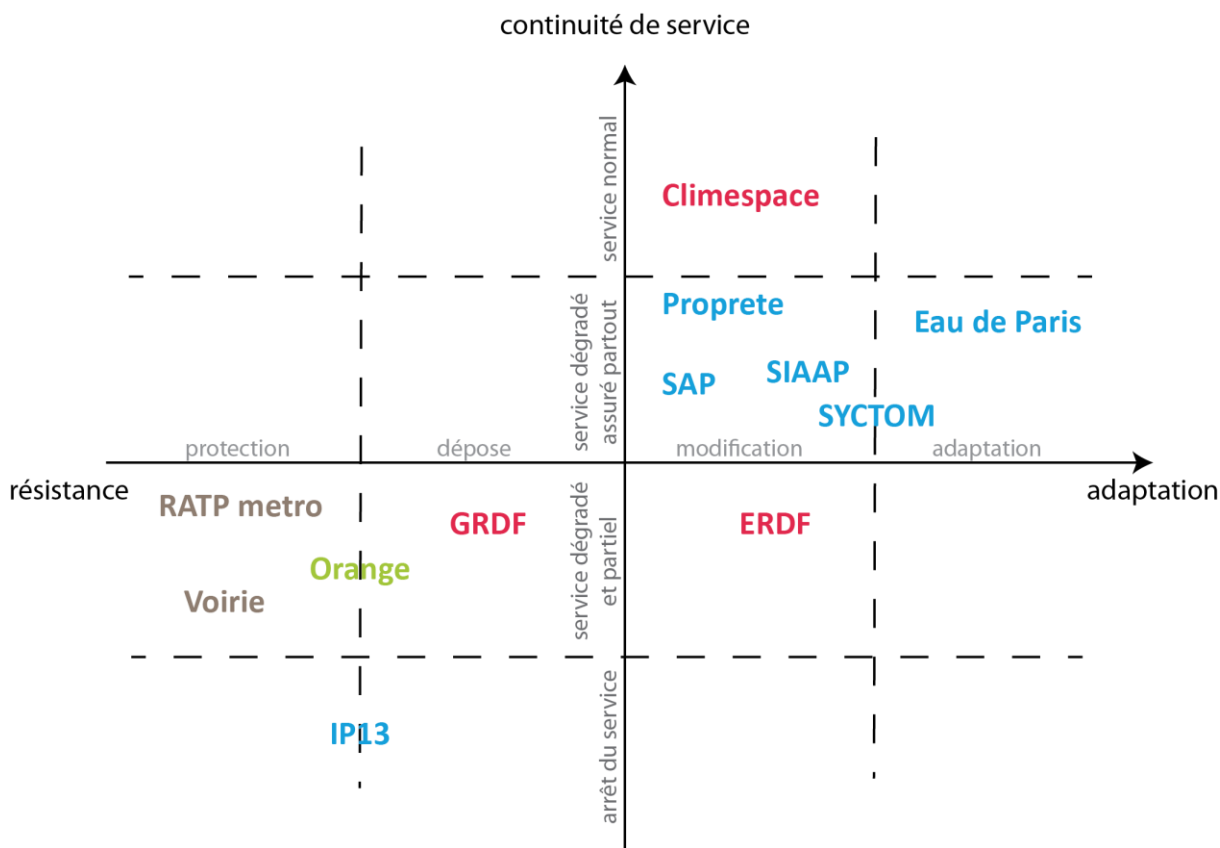 continuité de service
service normal
Climespace
service dégradé
assuré partout
Proprete
Eau de Paris
SAP
SIAAP
SYCTOM
protection
dépose
modification
adaptation
résistance
adaptation
RATP metro
GRDF
service dégradé
et partiel
ERDF
Orange
Voirie
IP13
arrêt du service